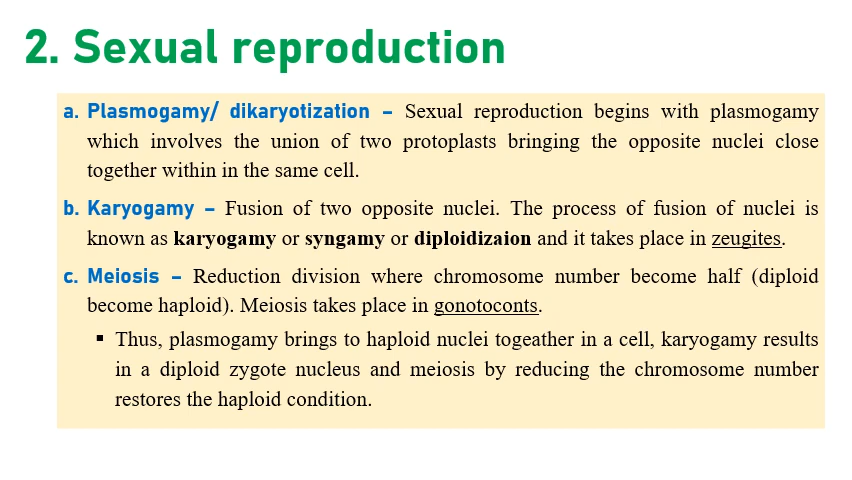 2. Sexual reproduction
a. Plasmogamy/ dikaryotization – Sexual reproduction begins with plasmogamy
which involves the union of two protoplasts bringing the opposite nuclei close
together within in the same cell.
b. Karyogamy – Fusion of two opposite nuclei. The process of fusion of nuclei is
known as karyogamy or syngamy or diploidizaion and it takes place in zeugites.
c. Meiosis – Reduction division where chromosome number become half (diploid
become haploid). Meiosis takes place in gonotoconts.
▪ Thus, plasmogamy brings to haploid nuclei togeather in a cell, karyogamy results
in a diploid zygote nucleus and meiosis by reducing the chromosome number
restores the haploid condition.